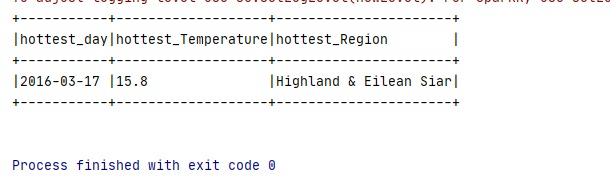 +-----------+-------------------+----------------------+
|hottest_day|hottest_Temperature|hottest_Region        |
+-----------+-------------------+----------------------+
|2016-03-17 |15.8               |Highland & Eilean Siar|
+-----------+-------------------+----------------------+
Process finished with exit code 0